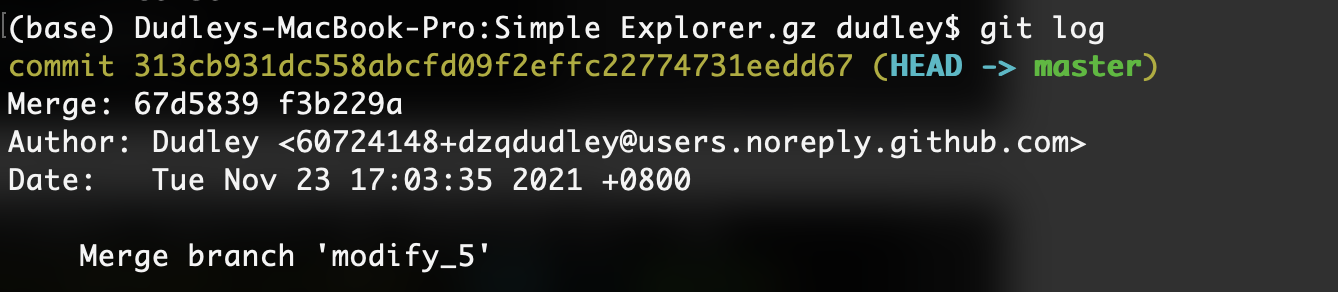 (base) Dudleys-MacBook-Pro:Simple Explorer.gz dudley$ git log
commit 313cb931dc558abcfd09f2effc22774731eedd67 (HEAD -> master)
Merge: 67d5839 f3b229a
Author: Dudley <60724148+dzqdudley@users.noreply.github.com>
Date:   Tue Nov 23 17:03:35 2021 +0800
    Merge branch 'modify_5'